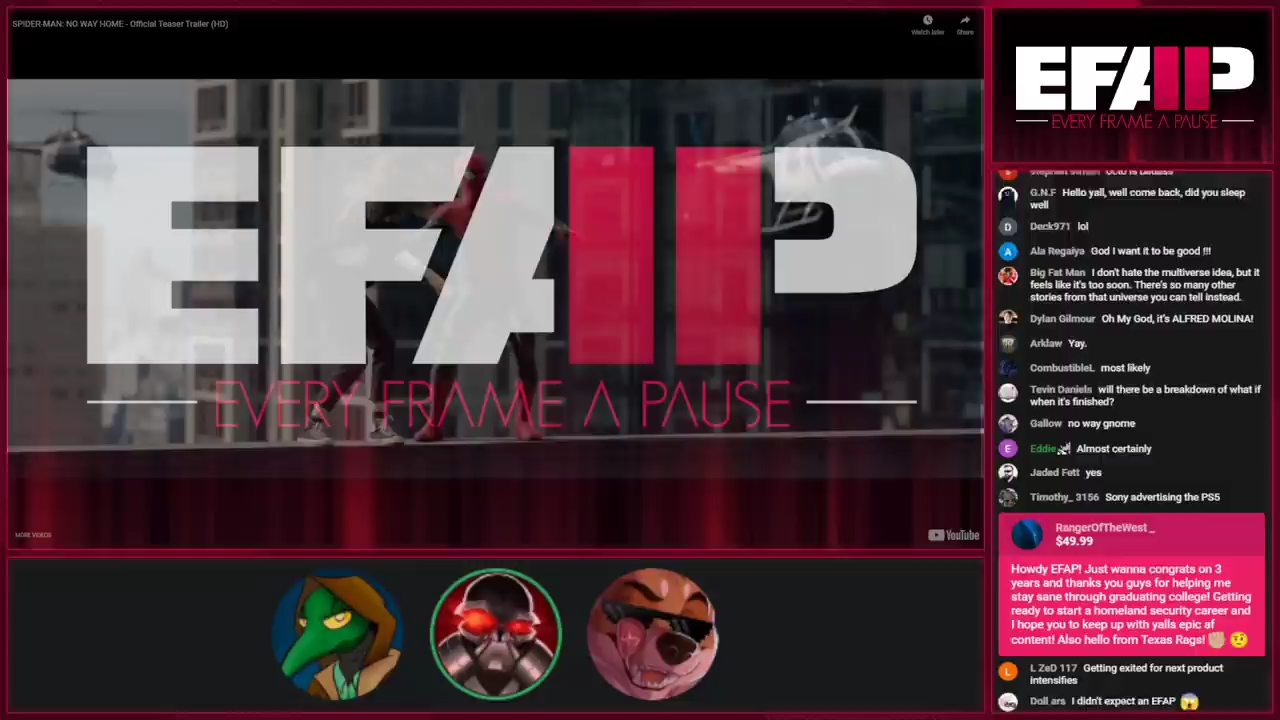 SPIDER-MAN: NO WAY HOME - Official Teaser Trailer (HD)
Watch later
Share
EFAP
EVERY FRAME A PAUSE
MORE VIDEOS
YouTube
EFAP
EVERY FRAME A PAUSE
G.N.F Hello yall, well come back, did you sleep
well
D
Deck971 lol
A
Ala Regaiya God I want it to be good !!!
Big Fat Man I don't hate the multiverse idea, but it
feels like it's too soon. There's so many other
stories from that universe you can tell instead.
Dylan Gilmour Oh My God, it's ALFRED MOLINA!
Arklaw Yay.
CombustibleL most likely
Tevin Daniels will there be a breakdown of what if
when it's finished?
Gallow no way gnome
E
Eddie Almost certainly
Jaded Fett yes
Timothy_ 3156 Sony advertising the PS5
RangerOfTheWest _
$49.99
Howdy EFAP! Just wanna congrats on 3
years and thanks you guys for helping me
stay sane through graduating college! Getting
ready to start a homeland security career and
I hope you to keep up with yalls epic af
content! Also hello from Texas Rags!
L
L ZeD 117 Getting exited for next product
intensifies
Doll ars I didn't expect an EFAP